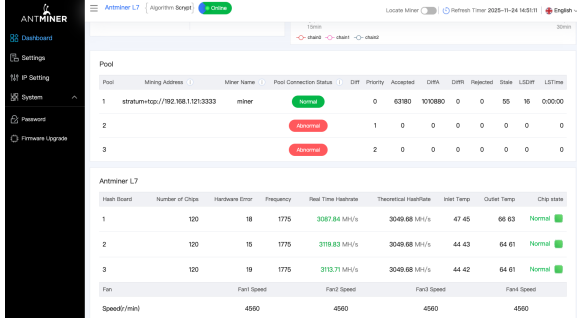 ANTMINER
Antminer L7 Algorithm Scrypt Online Locate Miner Refresh Timer 2025-11-24 14:51:11 English
Dashboard
Settings
IP Setting
System
Password
Firmware Upgrade
15min 30min
chain0 chain1 chain2
Pool
Pool Mining Address Miner Name Pool Connection Status Diff Priority Accepted DiffA DiffR Rejected Stale LSDiff LSTime
1 stratum+tcp://192.168.1.121:3333 miner Normal 0 63180 1010880 0 0 55 16 0:00:00
2 Abnormal 1 0 0 0 0 0 0 0
3 Abnormal 2 0 0 0 0 0 0 0
Antminer L7
Hash Board Number of Chips Hardware Error Frequency Real Time Hashrate Theoretical HashRate Inlet Temp Outlet Temp Chip state
1 120 18 1775 3087.84 MH/s 3049.68 MH/s 47 45 66 63 Normal
2 120 15 1775 3119.83 MH/s 3049.68 MH/s 44 43 64 61 Normal
3 120 19 1775 3113.71 MH/s 3049.68 MH/s 44 42 64 61 Normal
Fan Fan1 Speed Fan2 Speed Fan3 Speed Fan4 Speed
Speed(r/min) 4560 4560 4560 4560